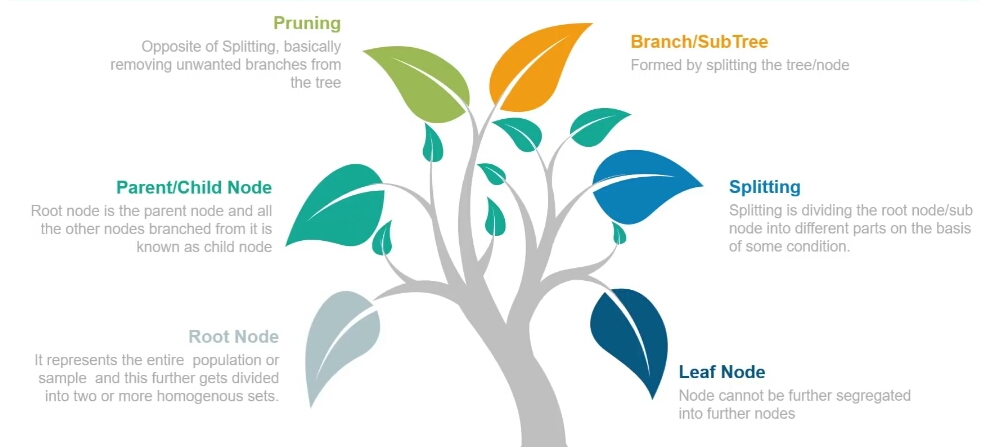 Pruning
Opposite of Splitting, basically
removing unwanted branches from
the tree
Branch/SubTree
Formed by splitting the tree/node
Parent/Child Node
Root node is the parent node and all
the other nodes branched from it is
known as child node
Splitting
Splitting is dividing the root node/sub
node into different parts on the basis
of some condition.
Root Node
It represents the entire population or
sample and this further gets divided
into two or more homogenous sets.
Leaf Node
Node cannot be further segregated
into further nodes